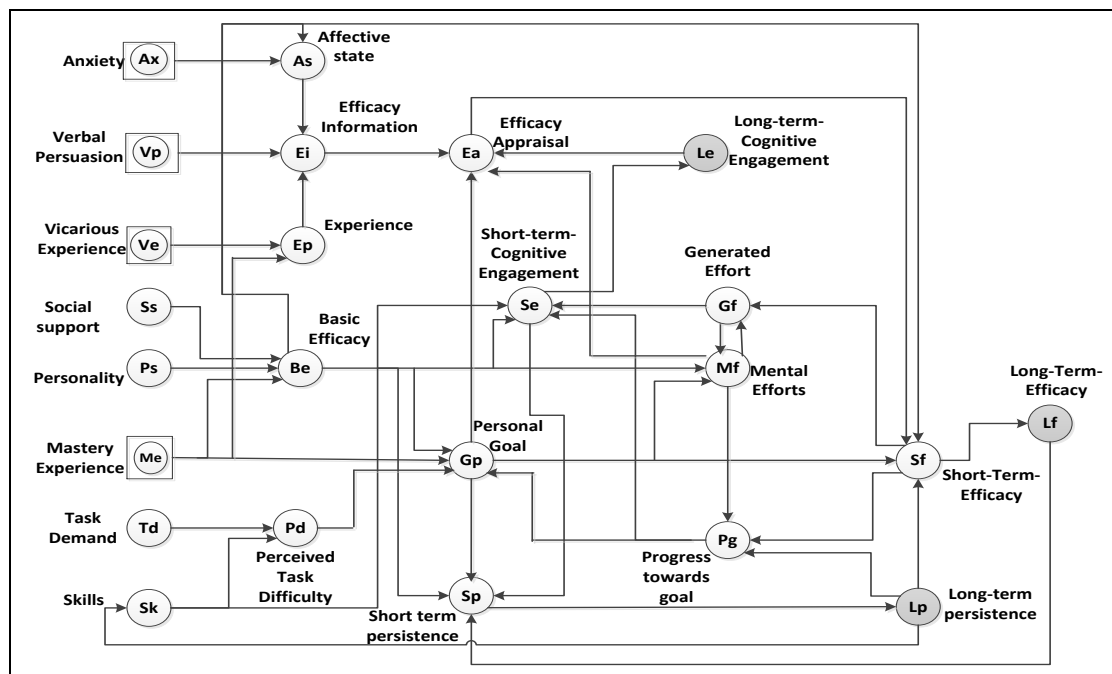 Affective
state
Anxiety
Ax
As
Efficacy
Information
Verbal
Persuasion
Vp
Ei
Ea
Efficacy
Appraisal
Long-term-
Cognitive
Engagement
Le
Vicarious
Experience
Ve
Ep
Experience
Short-term-
Cognitive
Engagement
Generated
Effort
Social
support
Ss
Se
Gf
Basic
Efficacy
Personality
Ps
Be
Mf
Mental
Efforts
Long-Term-
Efficacy
Lf
Personal
Goal
Mastery
Experience
Me
Gp
Sf
Short-Term-
Efficacy
Task
Demand
Td
Pd
Pg
Perceived
Task
Difficulty
Progress
towards
goal
Skills
Sk
Short term
persistence
Sp
Lp
Long-term
persistence